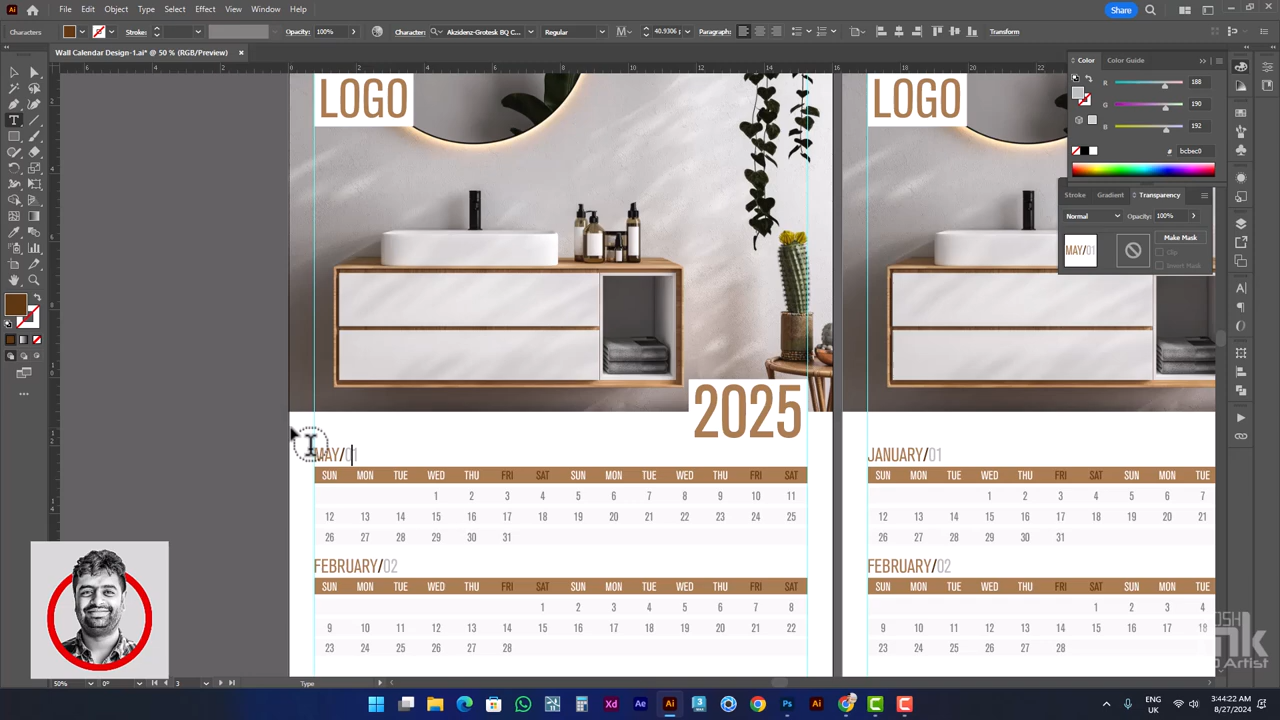 File Edit Object Type Select Effect View Window Help
Share
Characters Stroke: Opacity: 100% Character: Akzidenz-Grotesk BQ C... Regular 40.9306 p Paragraph: Transform
Wall Calendar Design-1.ai* @ 50 % (RGB/Preview)
Color Color Guide
R 188
G 190
B 192
# bcbec0
Stroke Gradient Transparency
Normal Opacity: 100%
MAY/01
Make Mask
Clip
Invert Mask
LOGO
2025
MAY/01
SUN MON TUE WED THU FRI SAT SUN MON TUE WED THU FRI SAT
1 2 3 4 5 6 7 8 9 10 11
12 13 14 15 16 17 18 19 20 21 22 23 24 25
26 27 28 29 30 31
FEBRUARY/02
SUN MON TUE WED THU FRI SAT SUN MON TUE WED THU FRI SAT
1 2 3 4 5 6 7 8
9 10 11 12 13 14 15 16 17 18 19 20 21 22
23 24 25 26 27 28
LOGO
JANUARY/01
SUN MON TUE WED THU FRI SAT SUN MON TUE
1 2 3 4 5 6 7
12 13 14 15 16 17 18 19 20 21
26 27 28 29 30 31
FEBRUARY/02
SUN MON TUE WED THU FRI SAT SUN MON TUE
1 2 3 4
9 10 11 12 13 14 15 16 17 18
23 24 25 26 27 28
50% 0° 3 Type
ENG
UK
3:44:22 AM
8/27/2024